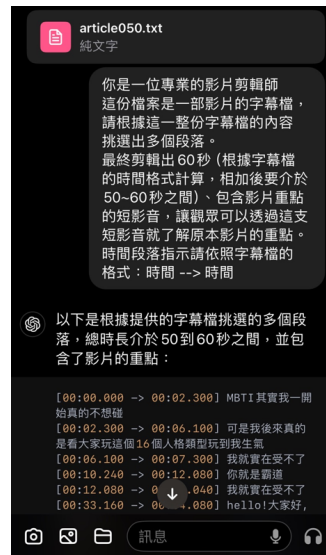 article050.txt
純文字
你是一位專業的影片剪輯師
這份檔案是一部影片的字幕檔，
請根據這一整份字幕檔的內容
挑選出多個段落。
最終剪輯出60秒（根據字幕檔
的時間格式計算，相加後要介於
50~60秒之間）、包含影片重點
的短影音，讓觀眾可以透過這支
短影音就了解原本影片的重點。
時間段落指示請依照字幕檔的
格式：時間 --> 時間
以下是根據提供的字幕檔挑選的多個段
落，總時長介於50到60秒之間，並包
含了影片的重點：
[00:00.000 -> 00:02.300] MBTI其實我一開
始真的不想碰
[00:02.300 -> 00:06.100] 可是我後來真的
是看大家玩這個16個人格類型玩到我生氣
[00:06.100 -> 00:07.300] 我就實在受不了
[00:10.240 -> 00:12.080] 你就是霸道
[00:12.080 -> .040] 我就實在受不了
[00:33.160 -> .080] hello!大家好,
訊息